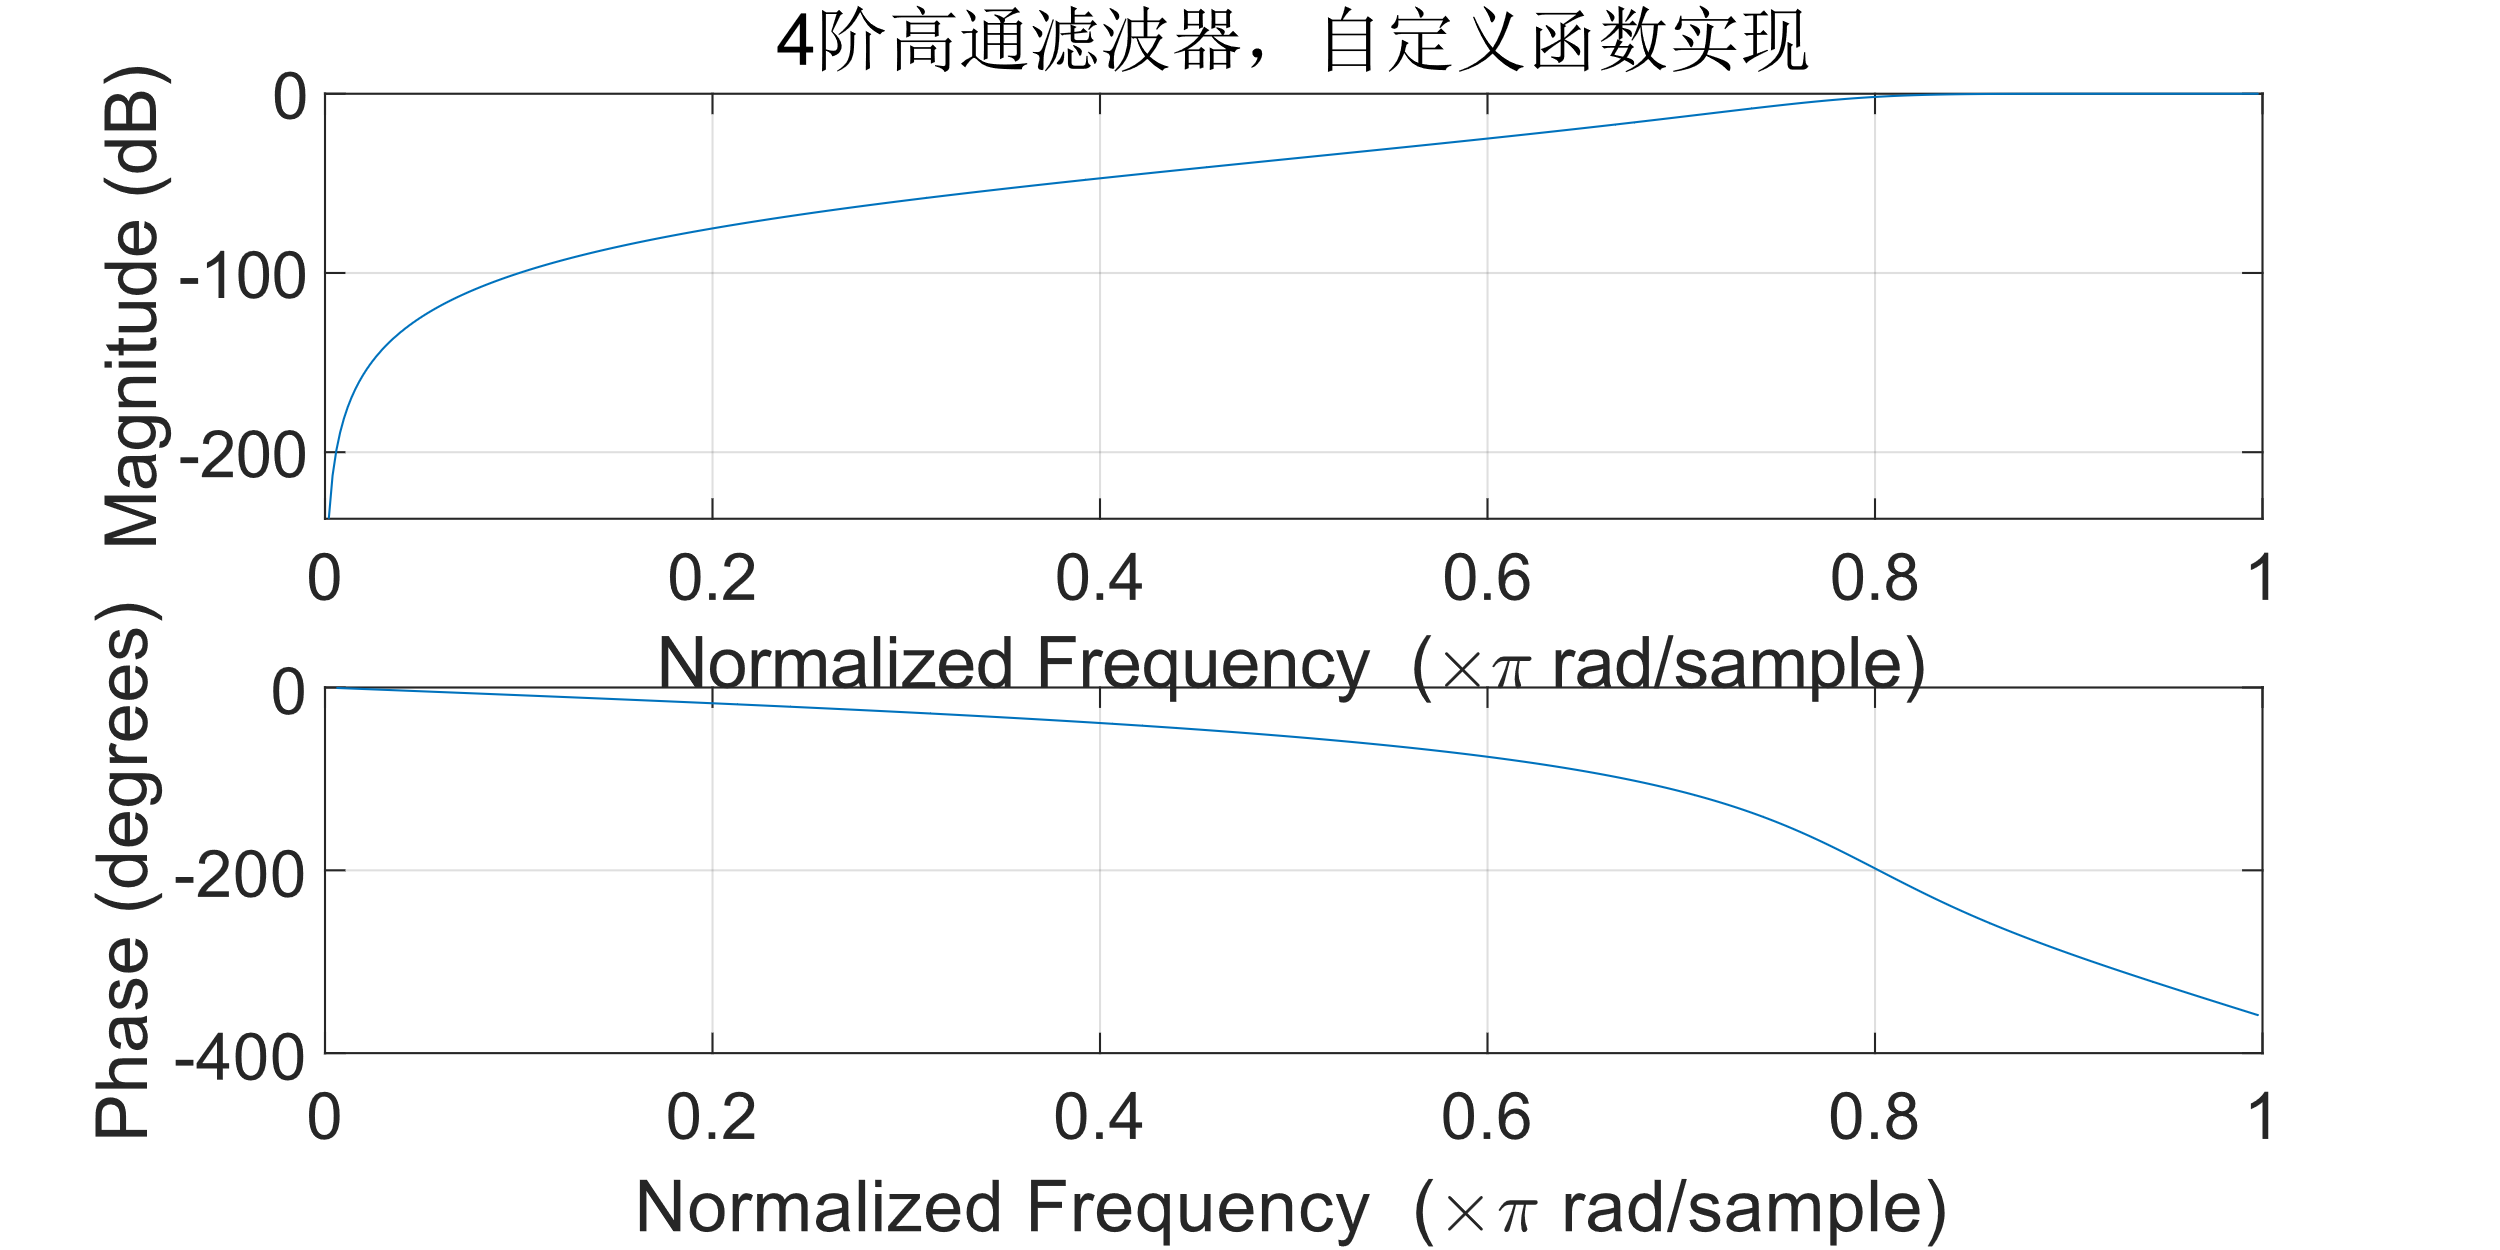 4阶高通滤波器,自定义函数实现
Magnitude (dB)
0
-100
-200
0 0.2 0.4 0.6 0.8 1
Normalized Frequency (×π rad/sample)
Phase (degrees)
0
-200
-400
0 0.2 0.4 0.6 0.8 1
Normalized Frequency (×π rad/sample)